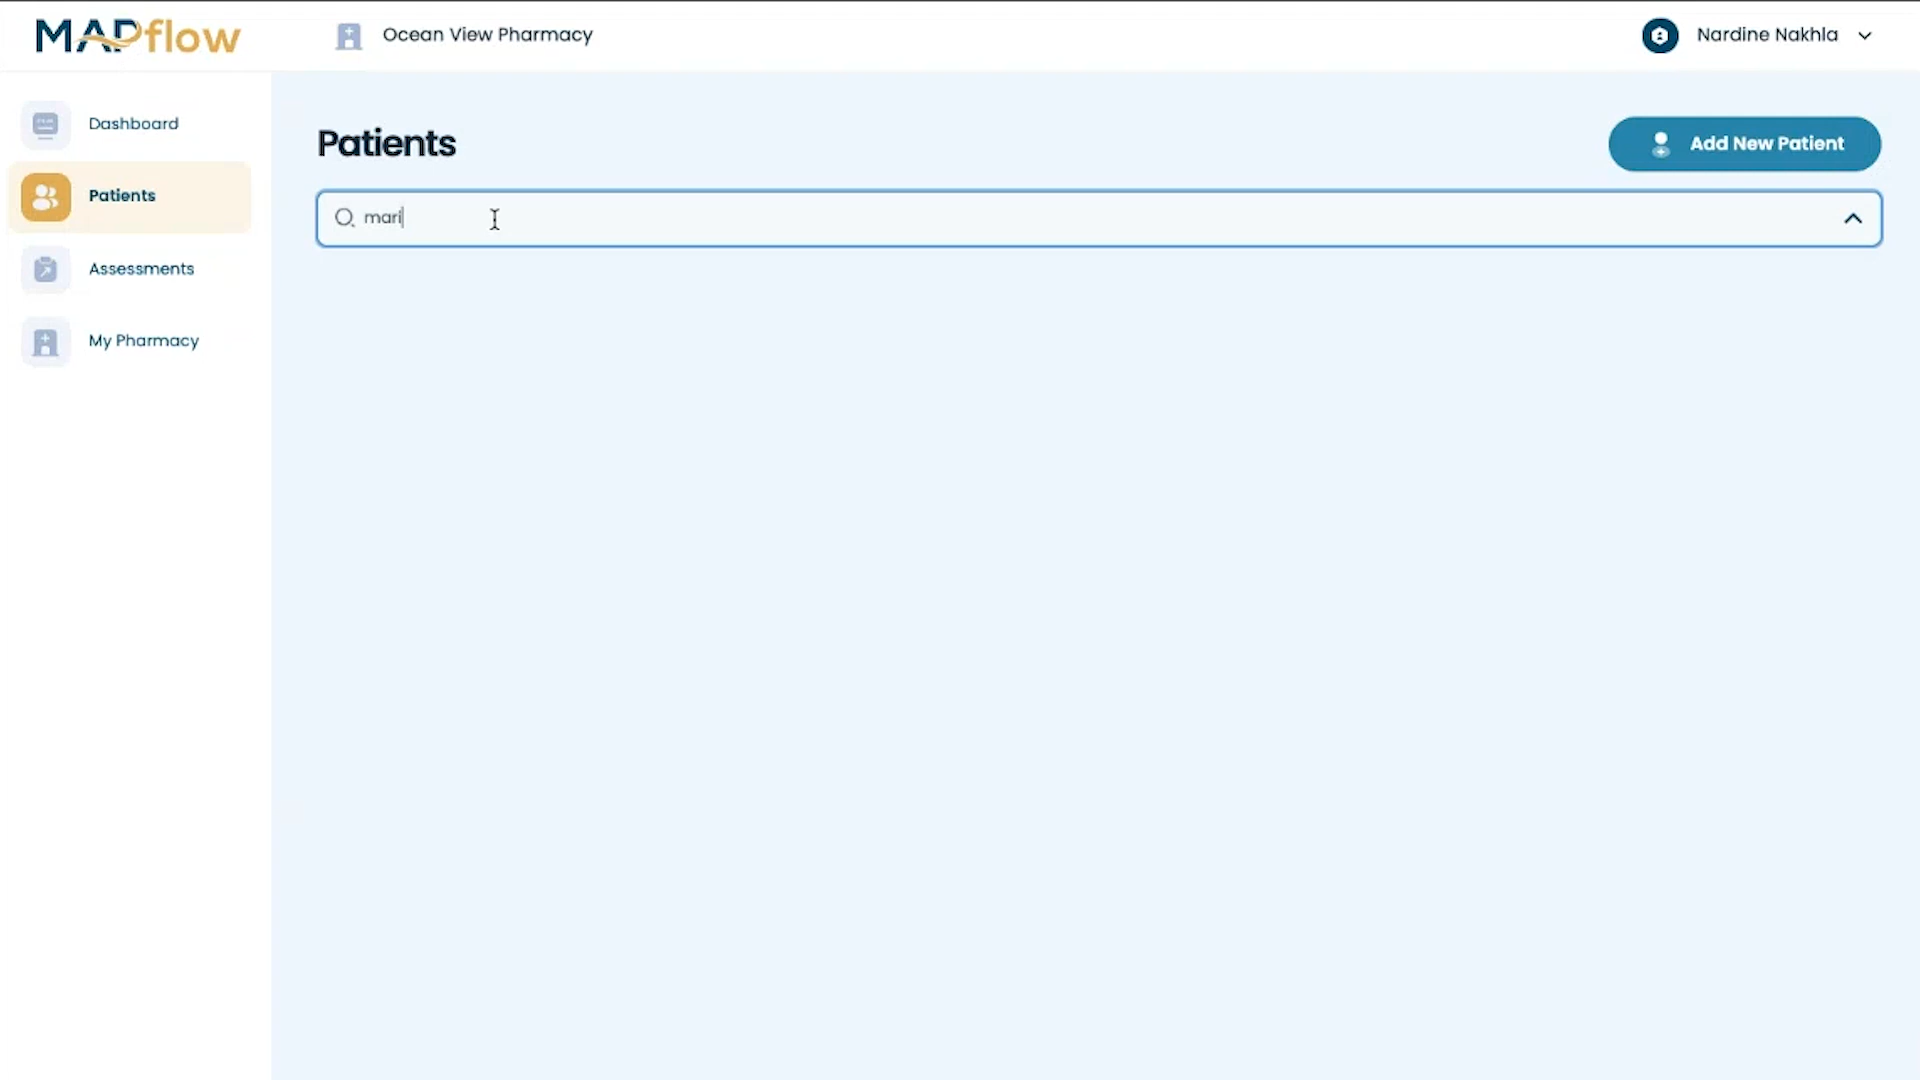 MAPflow
Ocean View Pharmacy
Nardine Nakhla
Dashboard
Patients
Assessments
My Pharmacy
Patients
Add New Patient
mari